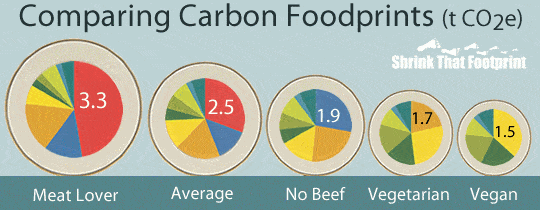 Comparing Carbon Foodprints (t CO2e)
Shrink That Footprint
3.3
2.5
1.9
1.7
1.5
Meat Lover
Average
No Beef
Vegetarian
Vegan